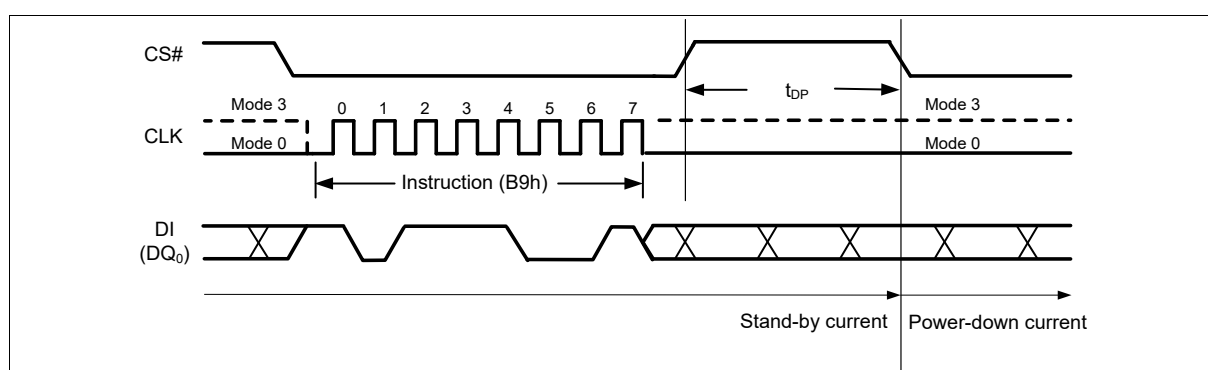 CS#
t_DP
Mode 3 0 1 2 3 4 5 6 7 Mode 3
CLK
Mode 0 Mode 0
Instruction (B9h)
DI
(DQ₀)
Stand-by current Power-down current